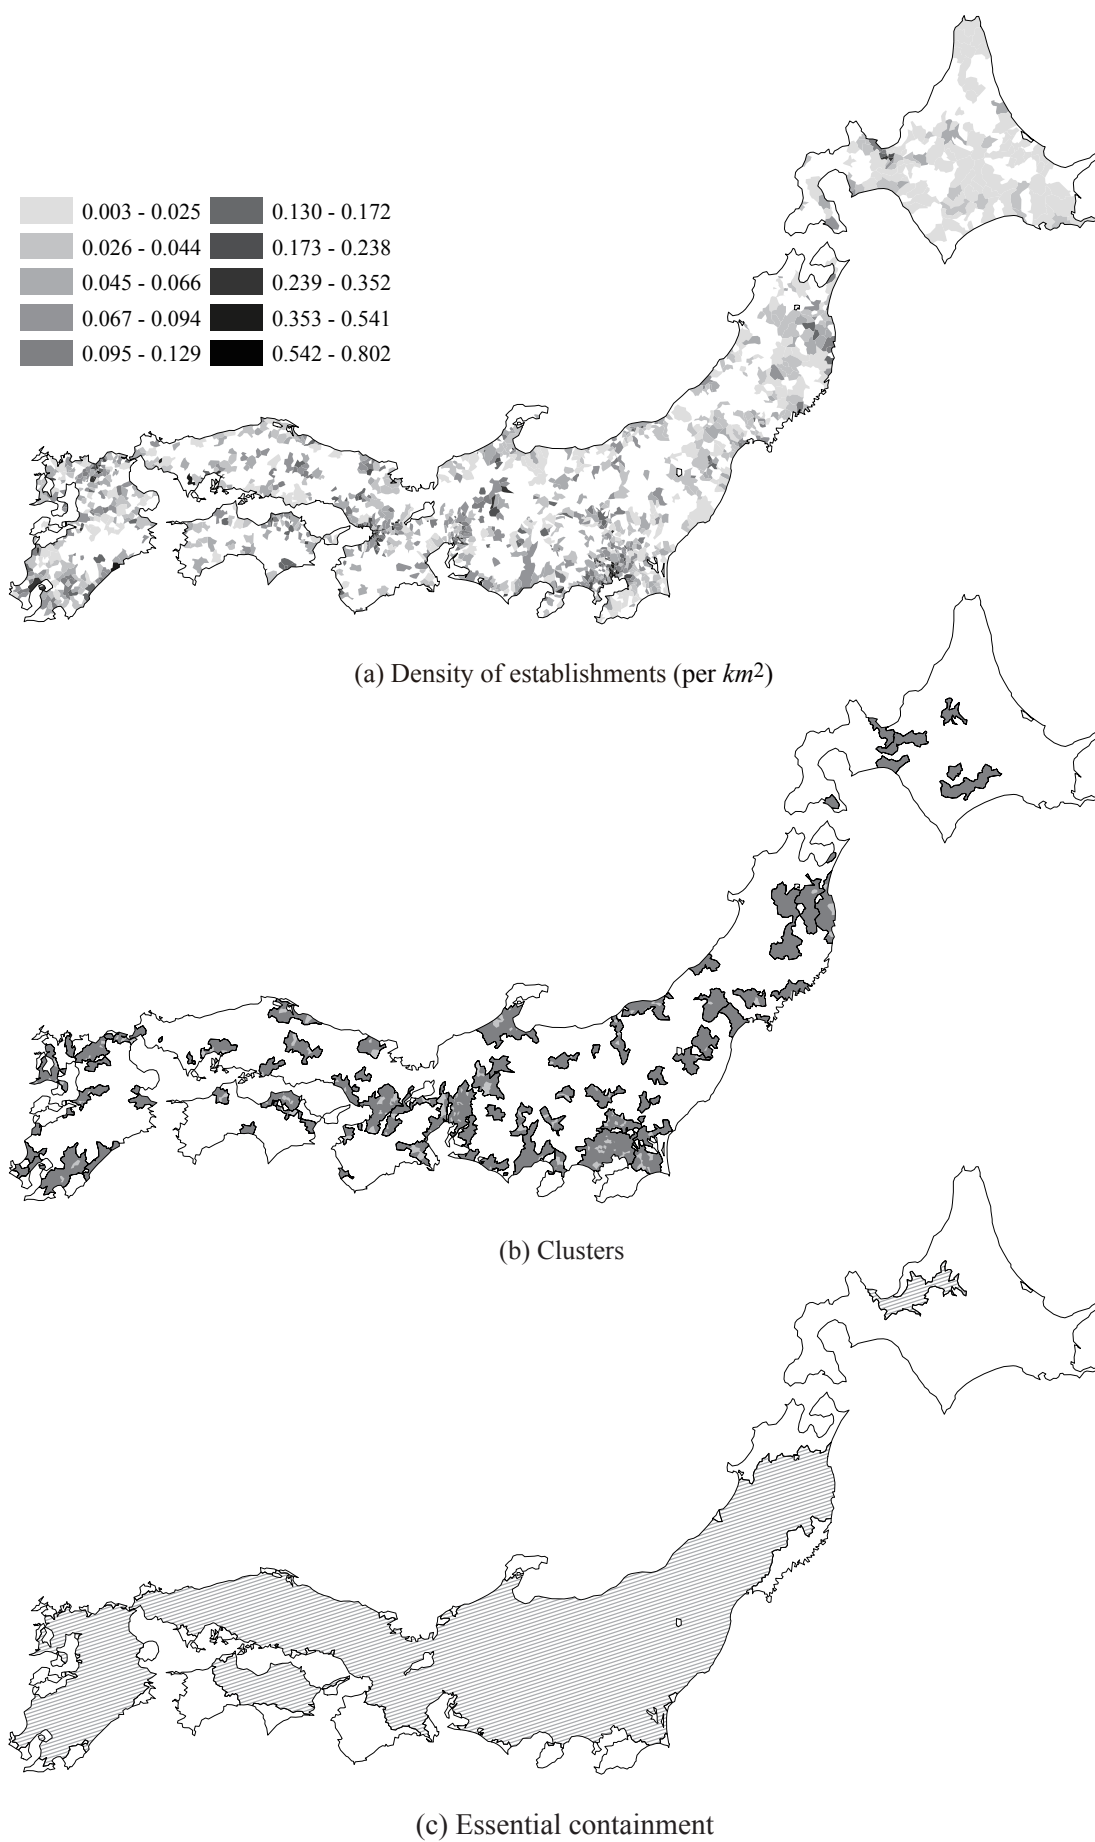 0.003 - 0.025 0.130 - 0.172
0.026 - 0.044 0.173 - 0.238
0.045 - 0.066 0.239 - 0.352
0.067 - 0.094 0.353 - 0.541
0.095 - 0.129 0.542 - 0.802
(a) Density of establishments (per km²)
(b) Clusters
(c) Essential containment